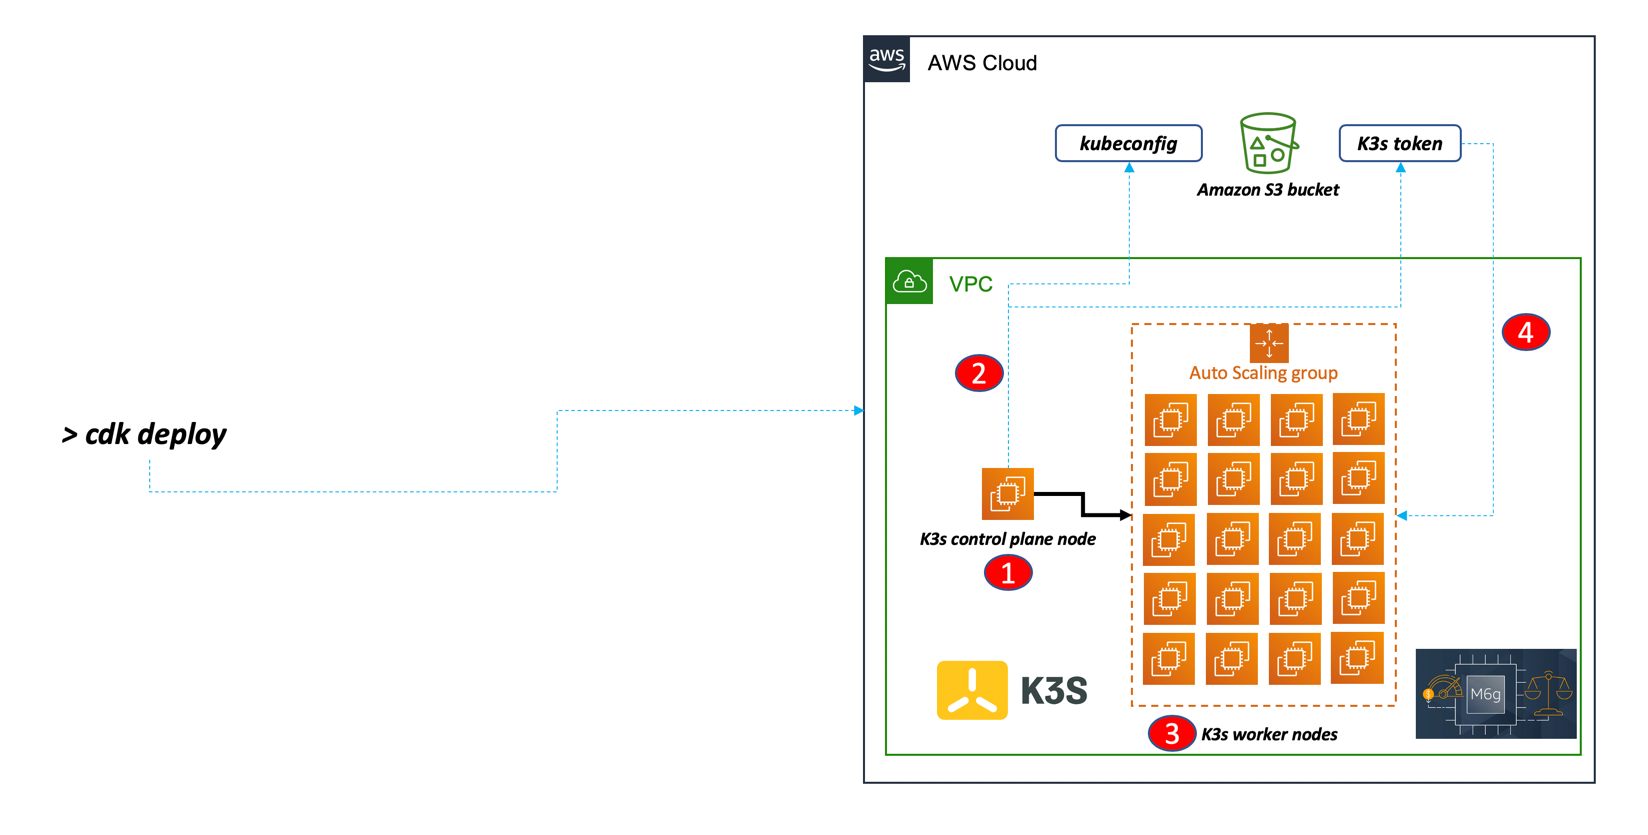 aws
AWS Cloud
kubeconfig
K3s token
Amazon S3 bucket
VPC
4
Auto Scaling group
2
> cdk deploy
K3s control plane node
1
K3S
M6g
$
3
K3s worker nodes